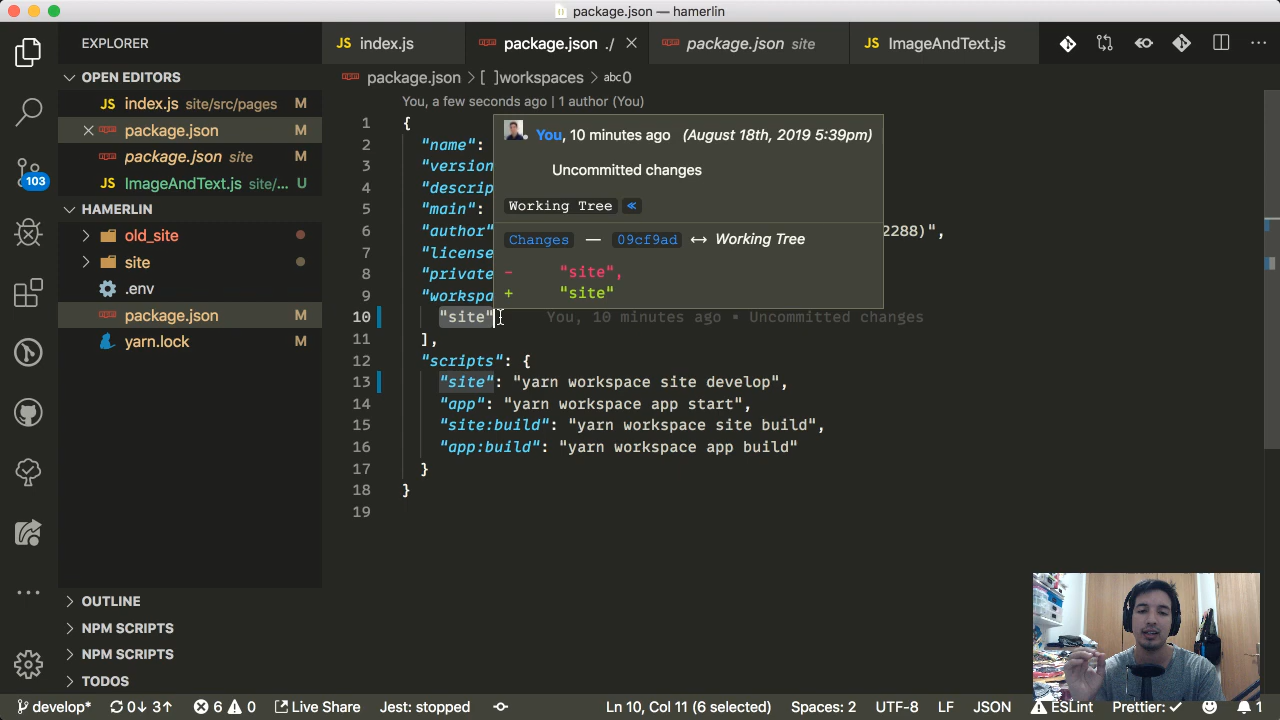 package.json — hamerlin
EXPLORER
JS index.js
package.json ./
package.json site
JS ImageAndText.js
OPEN EDITORS
JS index.js site/src/pages M
package.json M
package.json site M
JS ImageAndText.js site/... U
103
HAMERLIN
old_site
site
.env
package.json M
yarn.lock M
OUTLINE
NPM SCRIPTS
NPM SCRIPTS
TODOS
package.json > [ ]workspaces > abc0
You, a few seconds ago | 1 author (You)
1 {
2 "name":
3 "version
4 "descrip
5 "main":
6 "author" 2288)",
7 "license
8 "private
9 "workspa
10 "site" You, 10 minutes ago • Uncommitted changes
11 ],
12 "scripts": {
13 "site": "yarn workspace site develop",
14 "app": "yarn workspace app start",
15 "site:build": "yarn workspace site build",
16 "app:build": "yarn workspace app build"
17 }
18 }
19
You, 10 minutes ago (August 18th, 2019 5:39pm)
Uncommitted changes
Working Tree «
Changes — 09cf9ad ↔ Working Tree
- "site",
+ "site"
develop* 0↓ 3↑ 6 0 Live Share Jest: stopped Ln 10, Col 11 (6 selected) Spaces: 2 UTF-8 LF JSON ESLint Prettier: ✓ 1